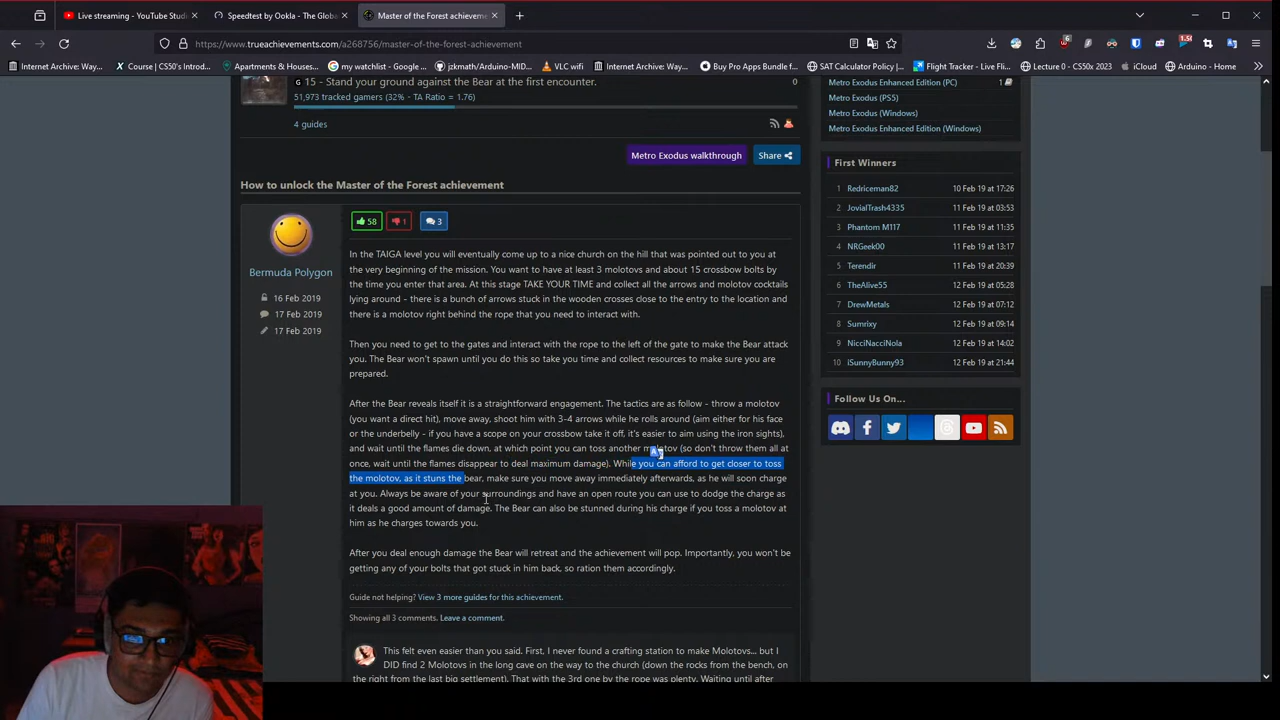 Live streaming - YouTube Studi
Speedtest by Ookla - The Globa
Master of the Forest achieveme
https://www.trueachievements.com/a268756/master-of-the-forest-achievement
Internet Archive: Way...
Course | CS50's Introd...
Apartments & Houses...
my watchlist - Google...
jzkmath/Arduino-MID...
VLC wifi
Internet Archive: Way...
Buy Pro Apps Bundle f...
SAT Calculator Policy |...
Flight Tracker - Live Fli...
Lecture 0 - CS50x 2023
iCloud
Arduino - Home
G 15 - Stand your ground against the Bear at the first encounter.
0
51,973 tracked gamers (32% - TA Ratio = 1.76)
4 guides
Metro Exodus walkthrough
Share
How to unlock the Master of the Forest achievement
Bermuda Polygon
16 Feb 2019
17 Feb 2019
17 Feb 2019
58
1
3
In the TAIGA level you will eventually come up to a nice church on the hill that was pointed out to you at
the very beginning of the mission. You want to have at least 3 molotovs and about 15 crossbow bolts by
the time you enter that area. At this stage TAKE YOUR TIME and collect all the arrows and molotov cocktails
lying around - there is a bunch of arrows stuck in the wooden crosses close to the entry to the location and
there is a molotov right behind the rope that you need to interact with.
Then you need to get to the gates and interact with the rope to the left of the gate to make the Bear attack
you. The Bear won't spawn until you do this so take you time and collect resources to make sure you are
prepared.
After the Bear reveals itself it is a straightforward engagement. The tactics are as follow - throw a molotov
(you want a direct hit), move away, shoot him with 3-4 arrows while he rolls around (aim either for his face
or the underbelly - if you have a scope on your crossbow take it off, it's easier to aim using the iron sights),
and wait until the flames die down, at which point you can toss another molotov (so don't throw them all at
once, wait until the flames disappear to deal maximum damage). While you can afford to get closer to toss
the molotov, as it stuns the bear, make sure you move away immediately afterwards, as he will soon charge
at you. Always be aware of your surroundings and have an open route you can use to dodge the charge as
it deals a good amount of damage. The Bear can also be stunned during his charge if you toss a molotov at
him as he charges towards you.
After you deal enough damage the Bear will retreat and the achievement will pop. Importantly, you won't be
getting any of your bolts that got stuck in him back, so ration them accordingly.
Guide not helping? View 3 more guides for this achievement.
Showing all 3 comments. Leave a comment.
This felt even easier than you said. First, I never found a crafting station to make Molotovs... but I
DID find 2 Molotovs in the long cave on the way to the church (down the rocks from the bench, on
the right from the last big settlement). That with the 3rd one by the rope was plenty. Waiting until after
Metro Exodus Enhanced Edition (PC)
1
Metro Exodus (PS5)
Metro Exodus (Windows)
Metro Exodus Enhanced Edition (Windows)
First Winners
1 Redriceman82 10 Feb 19 at 17:26
2 JovialTrash4335 11 Feb 19 at 03:53
3 Phantom M117 11 Feb 19 at 11:35
4 NRGeek00 11 Feb 19 at 13:17
5 Terendir 11 Feb 19 at 20:39
6 TheAlive55 12 Feb 19 at 05:28
7 DrewMetals 12 Feb 19 at 09:13
8 Sumrixy 12 Feb 19 at 09:14
9 NicciNacciNola 12 Feb 19 at 14:02
10 iSunnyBunny93 12 Feb 19 at 21:44
Follow Us On...